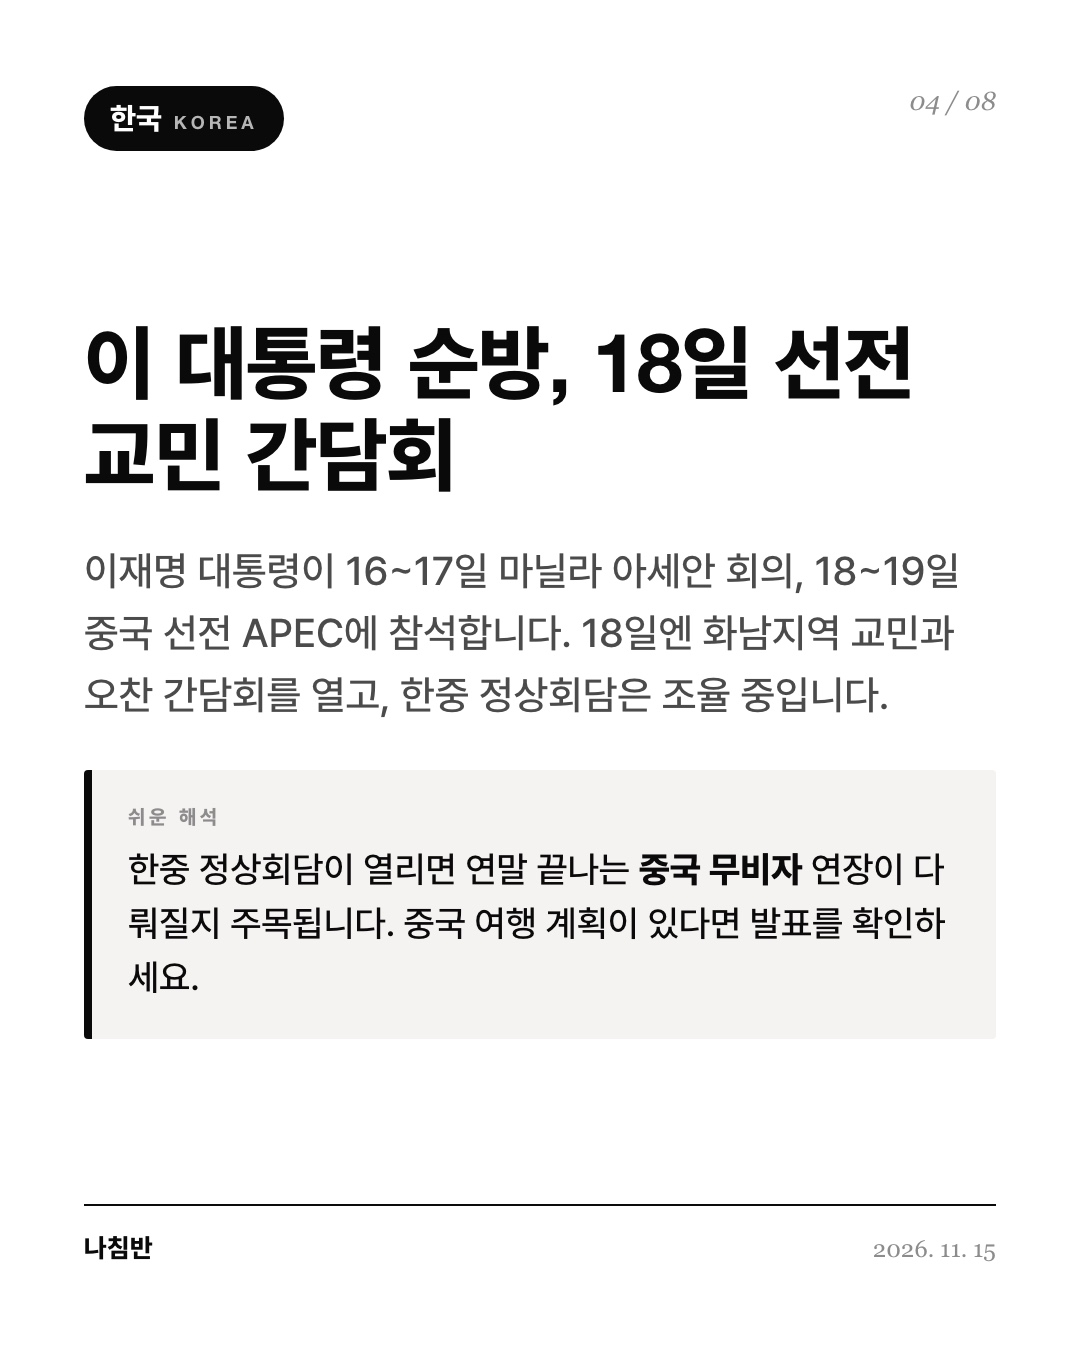 한국 KOREA
04 / 08
이 대통령 순방, 18일 선전
교민 간담회
이재명 대통령이 16~17일 마닐라 아세안 회의, 18~19일
중국 선전 APEC에 참석합니다. 18일엔 화남지역 교민과
오찬 간담회를 열고, 한중 정상회담은 조율 중입니다.
쉬운 해석
한중 정상회담이 열리면 연말 끝나는 중국 무비자 연장이 다
뤄질지 주목됩니다. 중국 여행 계획이 있다면 발표를 확인하
세요.
나침반
2026. 11. 15